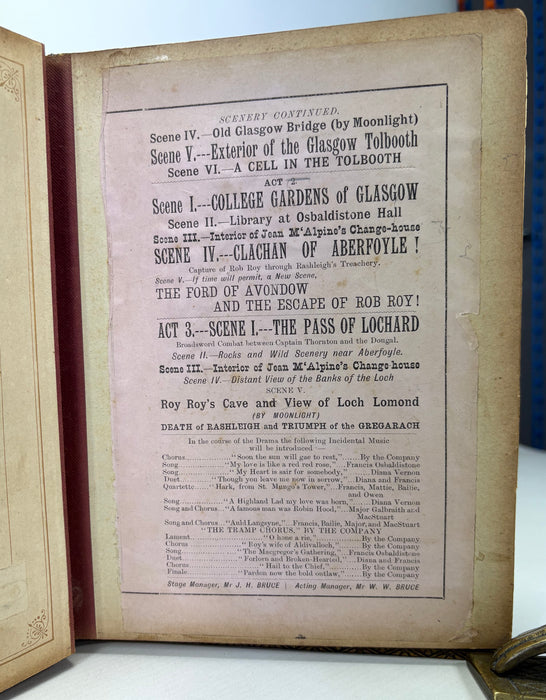 SCENERY CONTINUED.
Scene IV.—Old Glasgow Bridge (by Moonlight)
Scene V.---Exterior of the Glasgow Tolbooth
Scene VI.—A CELL IN THE TOLBOOTH
ACT 2
Scene I.---COLLEGE GARDENS of GLASGOW
Scene II.—Library at Osbaldistone Hall
Scene III.—Interior of Jean M'Alpine's Change-house
SCENE IV.---CLACHAN OF ABERFOYLE !
Capture of Rob Roy through Rashleigh's Treachery.
Scene V.—If time will permit, a New Scene,
THE FORD OF AVONDOW
AND THE ESCAPE OF ROB ROY!
ACT 3.---SCENE I.---THE PASS OF LOCHARD
Broadsword Combat between Captain Thornton and the Dougal.
Scene II.—Rocks and Wild Scenery near Aberfoyle.
Scene III.—Interior of Jean M'Alpine's Change-house
Scene IV.—Distant View of the Banks of the Loch
SCENE V.
Roy Roy's Cave and View of Loch Lomond
(BY MOONLIGHT)
DEATH of RASHLEIGH and TRIUMPH of the GREGARACH
In the course of the Drama the following Incidental Music
will be introduced :—
Chorus..............."Soon the sun will gae to rest,"......By the Company
Song..............."My love is like a red red rose,"...Francis Osbaldistone
Song..............."My Heart is sair for somebody,"......Diana Vernon
Duet..............."Though you leave me now in sorrow,"...Diana and Francis
Quartette......"Hark, from St. Mungo's Tower,"...Francis, Mattie, Bailie,
and Owen
Song..............."A Highland Lad my love was born,"...Diana Vernon
Song and Chorus..."A famous man was Robin Hood,"...Major Galbraith and
MacStuart
Song and Chorus..."Auld Langsyne,"...Francis, Bailie, Major, and MacStuart
"THE TRAMP CHORUS," BY THE COMPANY
Lament..............."O hone a rie,"...............By the Company
Chorus..............."Roy's wife of Aldivalloch,"......By the Company
Song..............."The Macgregor's Gathering,"...Francis Osbaldistone
Duet..............."Forlorn and Broken-Hearted,"...Diana and Francis
Chorus..............."Hail to the Chief,"............By the Company
Finale..............."Pardon now the bold outlaw,"...By the Company
Stage Manager, Mr J. H. BRUCE | Acting Manager, Mr W. W. BRUCE